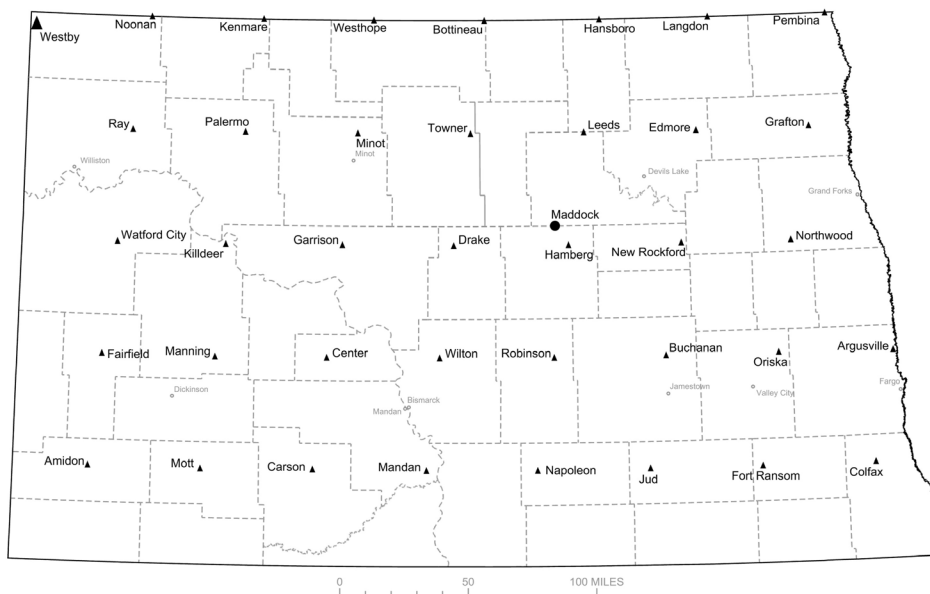 Westby
Noonan
Kenmare
Westhope
Bottineau
Hansboro
Langdon
Pembina
Ray
Palermo
Minot
Minot
Towner
Leeds
Edmore
Grafton
Williston
Devils Lake
Grand Forks
Maddock
Watford City
Killdeer
Garrison
Drake
Hamberg
New Rockford
Northwood
Fairfield
Manning
Center
Wilton
Robinson
Buchanan
Oriska
Argusville
Dickinson
Mandan
Bismarck
Jamestown
Valley City
Fargo
Amidon
Mott
Carson
Mandan
Napoleon
Jud
Fort Ransom
Colfax
0 50 100 MILES